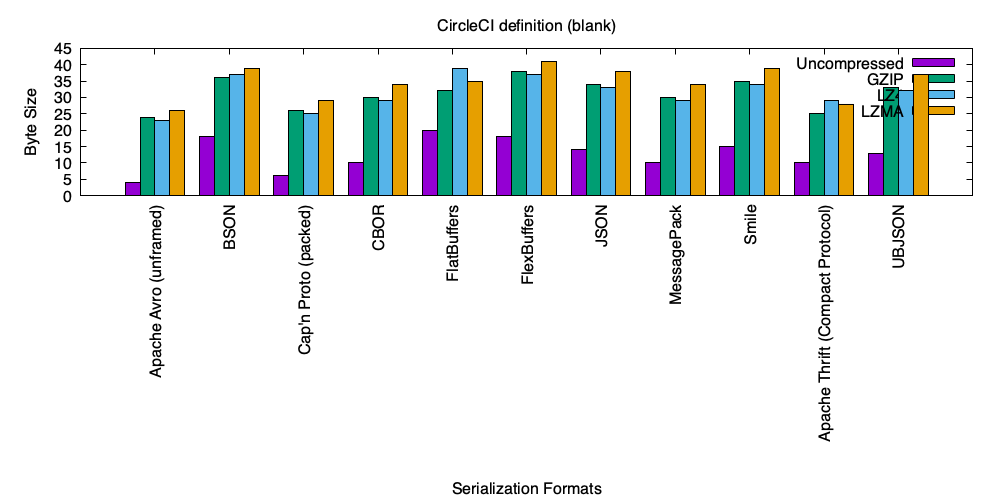 CircleCI definition (blank)
Byte Size
45
40
35
30
25
20
15
10
5
0
Uncompressed
GZIP
LZ4
LZMA
Apache Avro (unframed)
BSON
Cap'n Proto (packed)
CBOR
FlatBuffers
FlexBuffers
JSON
MessagePack
Smile
Apache Thrift (Compact Protocol)
UBJSON
Serialization Formats